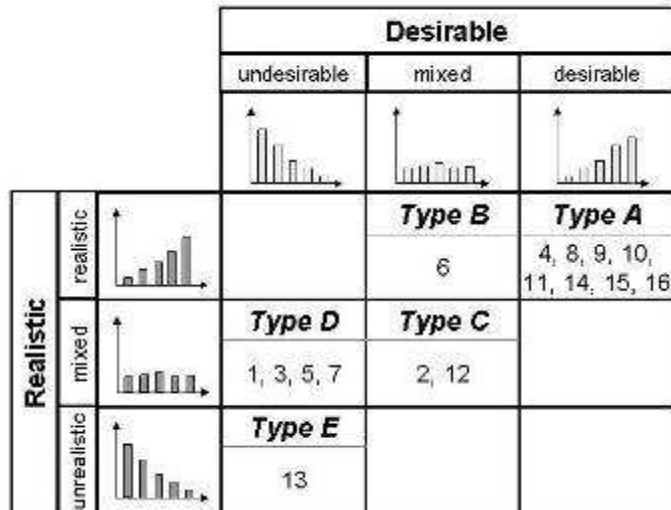 Desirable
undesirable
mixed
desirable
Realistic
realistic
Type B
Type A
6
4, 8, 9, 10,
11, 14, 15, 16
mixed
Type D
Type C
1, 3, 5, 7
2, 12
unrealistic
Type E
13